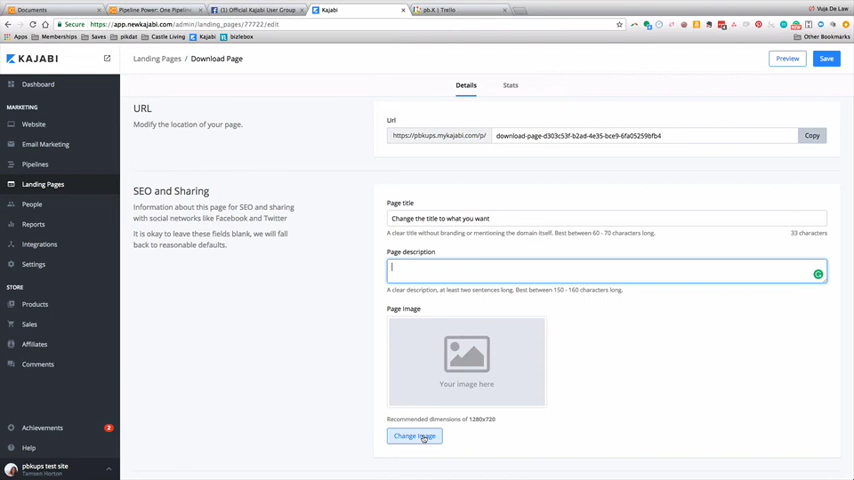 Documents
Pipeline Power: One Pipeline
(1) Official Kajabi User Group
Kajabi
pb.K | Trello
Vuja De Law
Secure
https://app.newkajabi.com/admin/landing_pages/77722/edit
Apps
Memberships
Saves
pikdat
Castle Living
Kajabi
bizlebox
Other Bookmarks
KAJABI
Landing Pages / Download Page
Preview
Save
Dashboard
Details
Stats
MARKETING
Website
Email Marketing
Pipelines
Landing Pages
People
Reports
Integrations
Settings
STORE
Products
Sales
Affiliates
Comments
Achievements
2
Help
pbkups test site
Tamsen Horton
URL
Modify the location of your page.
Url
https://pbkups.mykajabi.com/p/
download-page-d303c53f-b2ad-4e35-bce9-6fa05259bfb4
Copy
SEO and Sharing
Information about this page for SEO and sharing
with social networks like Facebook and Twitter
It is okay to leave these fields blank, we will fall
back to reasonable defaults.
Page title
Change the title to what you want
A clear title without branding or mentioning the domain itself. Best between 60 - 70 characters long.
33 characters
Page description
A clear description, at least two sentences long. Best between 150 - 160 characters long.
Page Image
Your image here
Recommended dimensions of 1280x720
Change Image